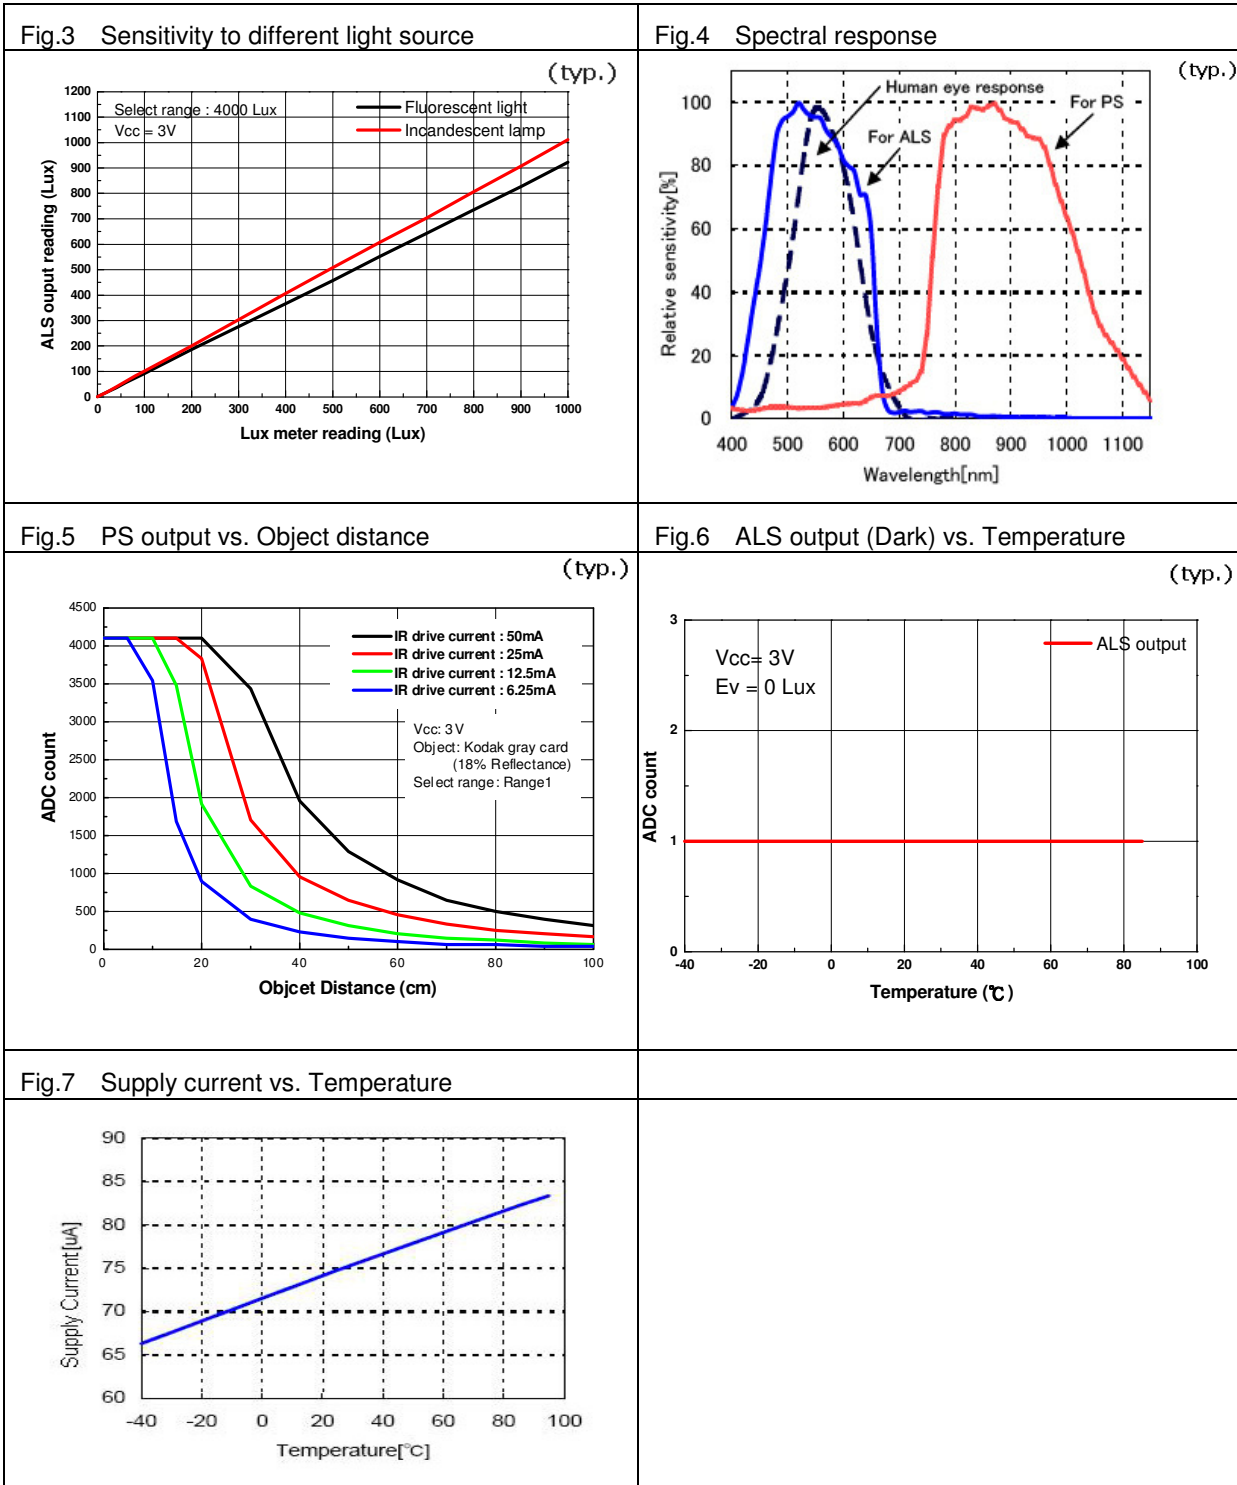 Fig.3 Sensitivity to different light source
(typ.)
Select range : 4000 Lux
Vcc = 3V
Fluorescent light
Incandescent lamp
1200
1100
1000
900
800
700
600
500
400
300
200
100
0
ALS ouput reading (Lux)
0 100 200 300 400 500 600 700 800 900 1000
Lux meter reading (Lux)
Fig.4 Spectral response
(typ.)
Human eye response
For PS
For ALS
100
80
60
40
20
0
Relative sensitivity[%]
400 500 600 700 800 900 1000 1100
Wavelength[nm]
Fig.5 PS output vs. Object distance
(typ.)
IR drive current : 50mA
IR drive current : 25mA
IR drive current : 12.5mA
IR drive current : 6.25mA
Vcc: 3V
Object: Kodak gray card
(18% Reflectance)
Select range : Range1
4500
4000
3500
3000
2500
2000
1500
1000
500
0
ADC count
0 20 40 60 80 100
Objcet Distance (cm)
Fig.6 ALS output (Dark) vs. Temperature
(typ.)
Vcc= 3V
Ev = 0 Lux
ALS output
3
2
1
0
ADC count
-40 -20 0 20 40 60 80 100
Temperature (℃)
Fig.7 Supply current vs. Temperature
90
85
80
75
70
65
60
Supply Current[uA]
-40 -20 0 20 40 60 80 100
Temperature[°C]